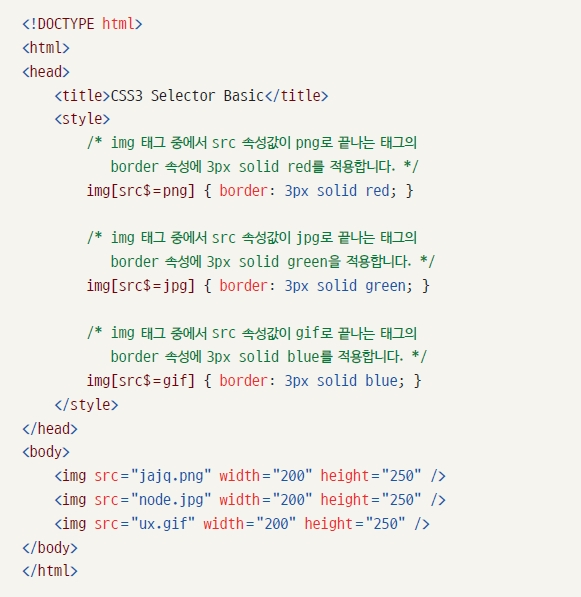 <!DOCTYPE html>
<html>
<head>
    <title>CSS3 Selector Basic</title>
    <style>
        /* img 태그 중에서 src 속성값이 png로 끝나는 태그의
           border 속성에 3px solid red를 적용합니다. */
        img[src$=png] { border: 3px solid red; }

        /* img 태그 중에서 src 속성값이 jpg로 끝나는 태그의
           border 속성에 3px solid green을 적용합니다. */
        img[src$=jpg] { border: 3px solid green; }

        /* img 태그 중에서 src 속성값이 gif로 끝나는 태그의
           border 속성에 3px solid blue를 적용합니다. */
        img[src$=gif] { border: 3px solid blue; }
    </style>
</head>
<body>
    <img src="jajq.png" width="200" height="250" />
    <img src="node.jpg" width="200" height="250" />
    <img src="ux.gif" width="200" height="250" />
</body>
</html>